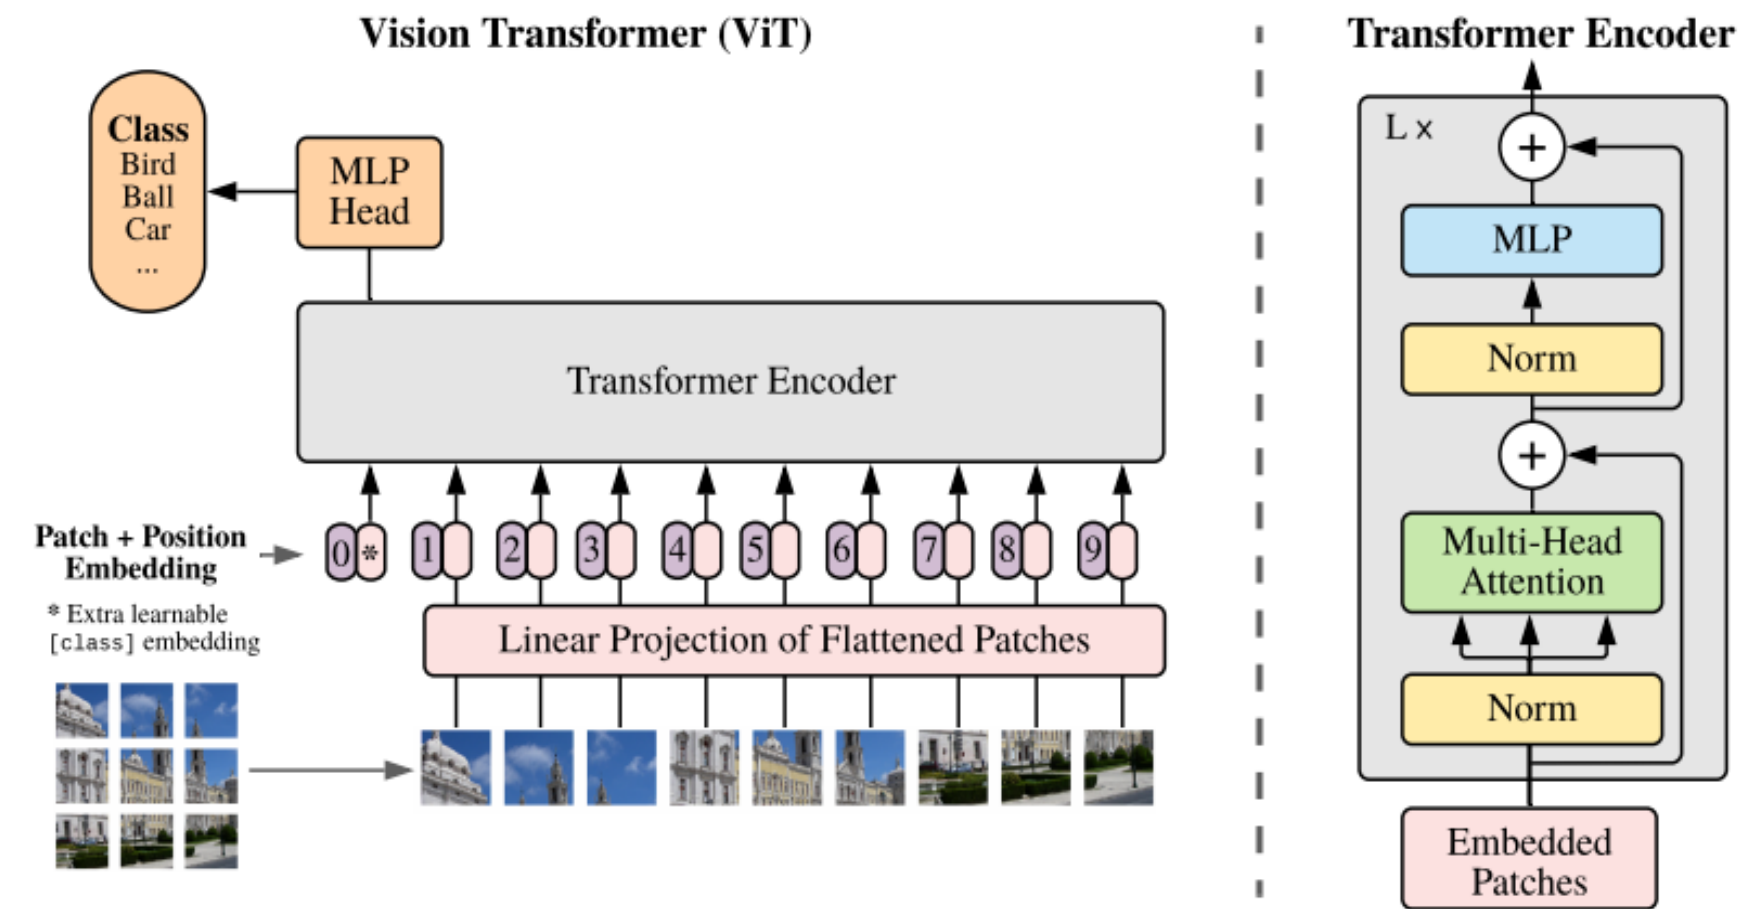 Vision Transformer (ViT)
Class
Bird
Ball
Car
...
MLP
Head
Transformer Encoder
Patch + Position
Embedding
* Extra learnable
[class] embedding
0 * 1 2 3 4 5 6 7 8 9
Linear Projection of Flattened Patches
Transformer Encoder
L x
+
MLP
Norm
+
Multi-Head
Attention
Norm
Embedded
Patches